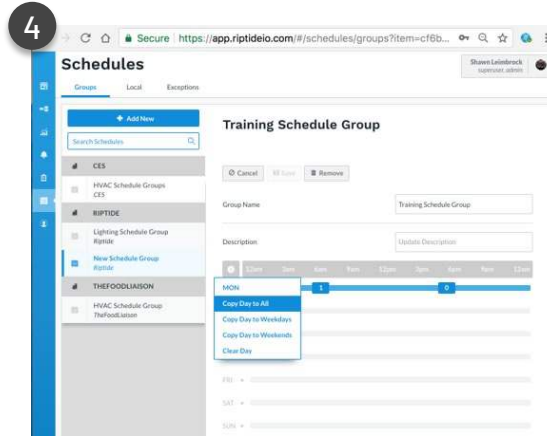 4
Secure https://app.riptideio.com/#/schedules/groups?item=cf6b...
Schedules
Shawn Leimbrock
superuser, admin
Groups Local Exceptions
+ Add New
Search Schedules
Training Schedule Group
CES
HVAC Schedule Groups
CES
RIPTIDE
Lighting Schedule Group
Riptide
New Schedule Group
Riptide
THEFOODLIAISON
HVAC Schedule Group
TheFoodLiaison
Cancel Save Remove
Group Name Training Schedule Group
Description Update Description
12am 3am 6am 9am 12pm 3pm 6pm 9pm 12am
MON 1 0
Copy Day to All
Copy Day to Weekdays
Copy Day to Weekends
Clear Day
FRI
SAT
SUN